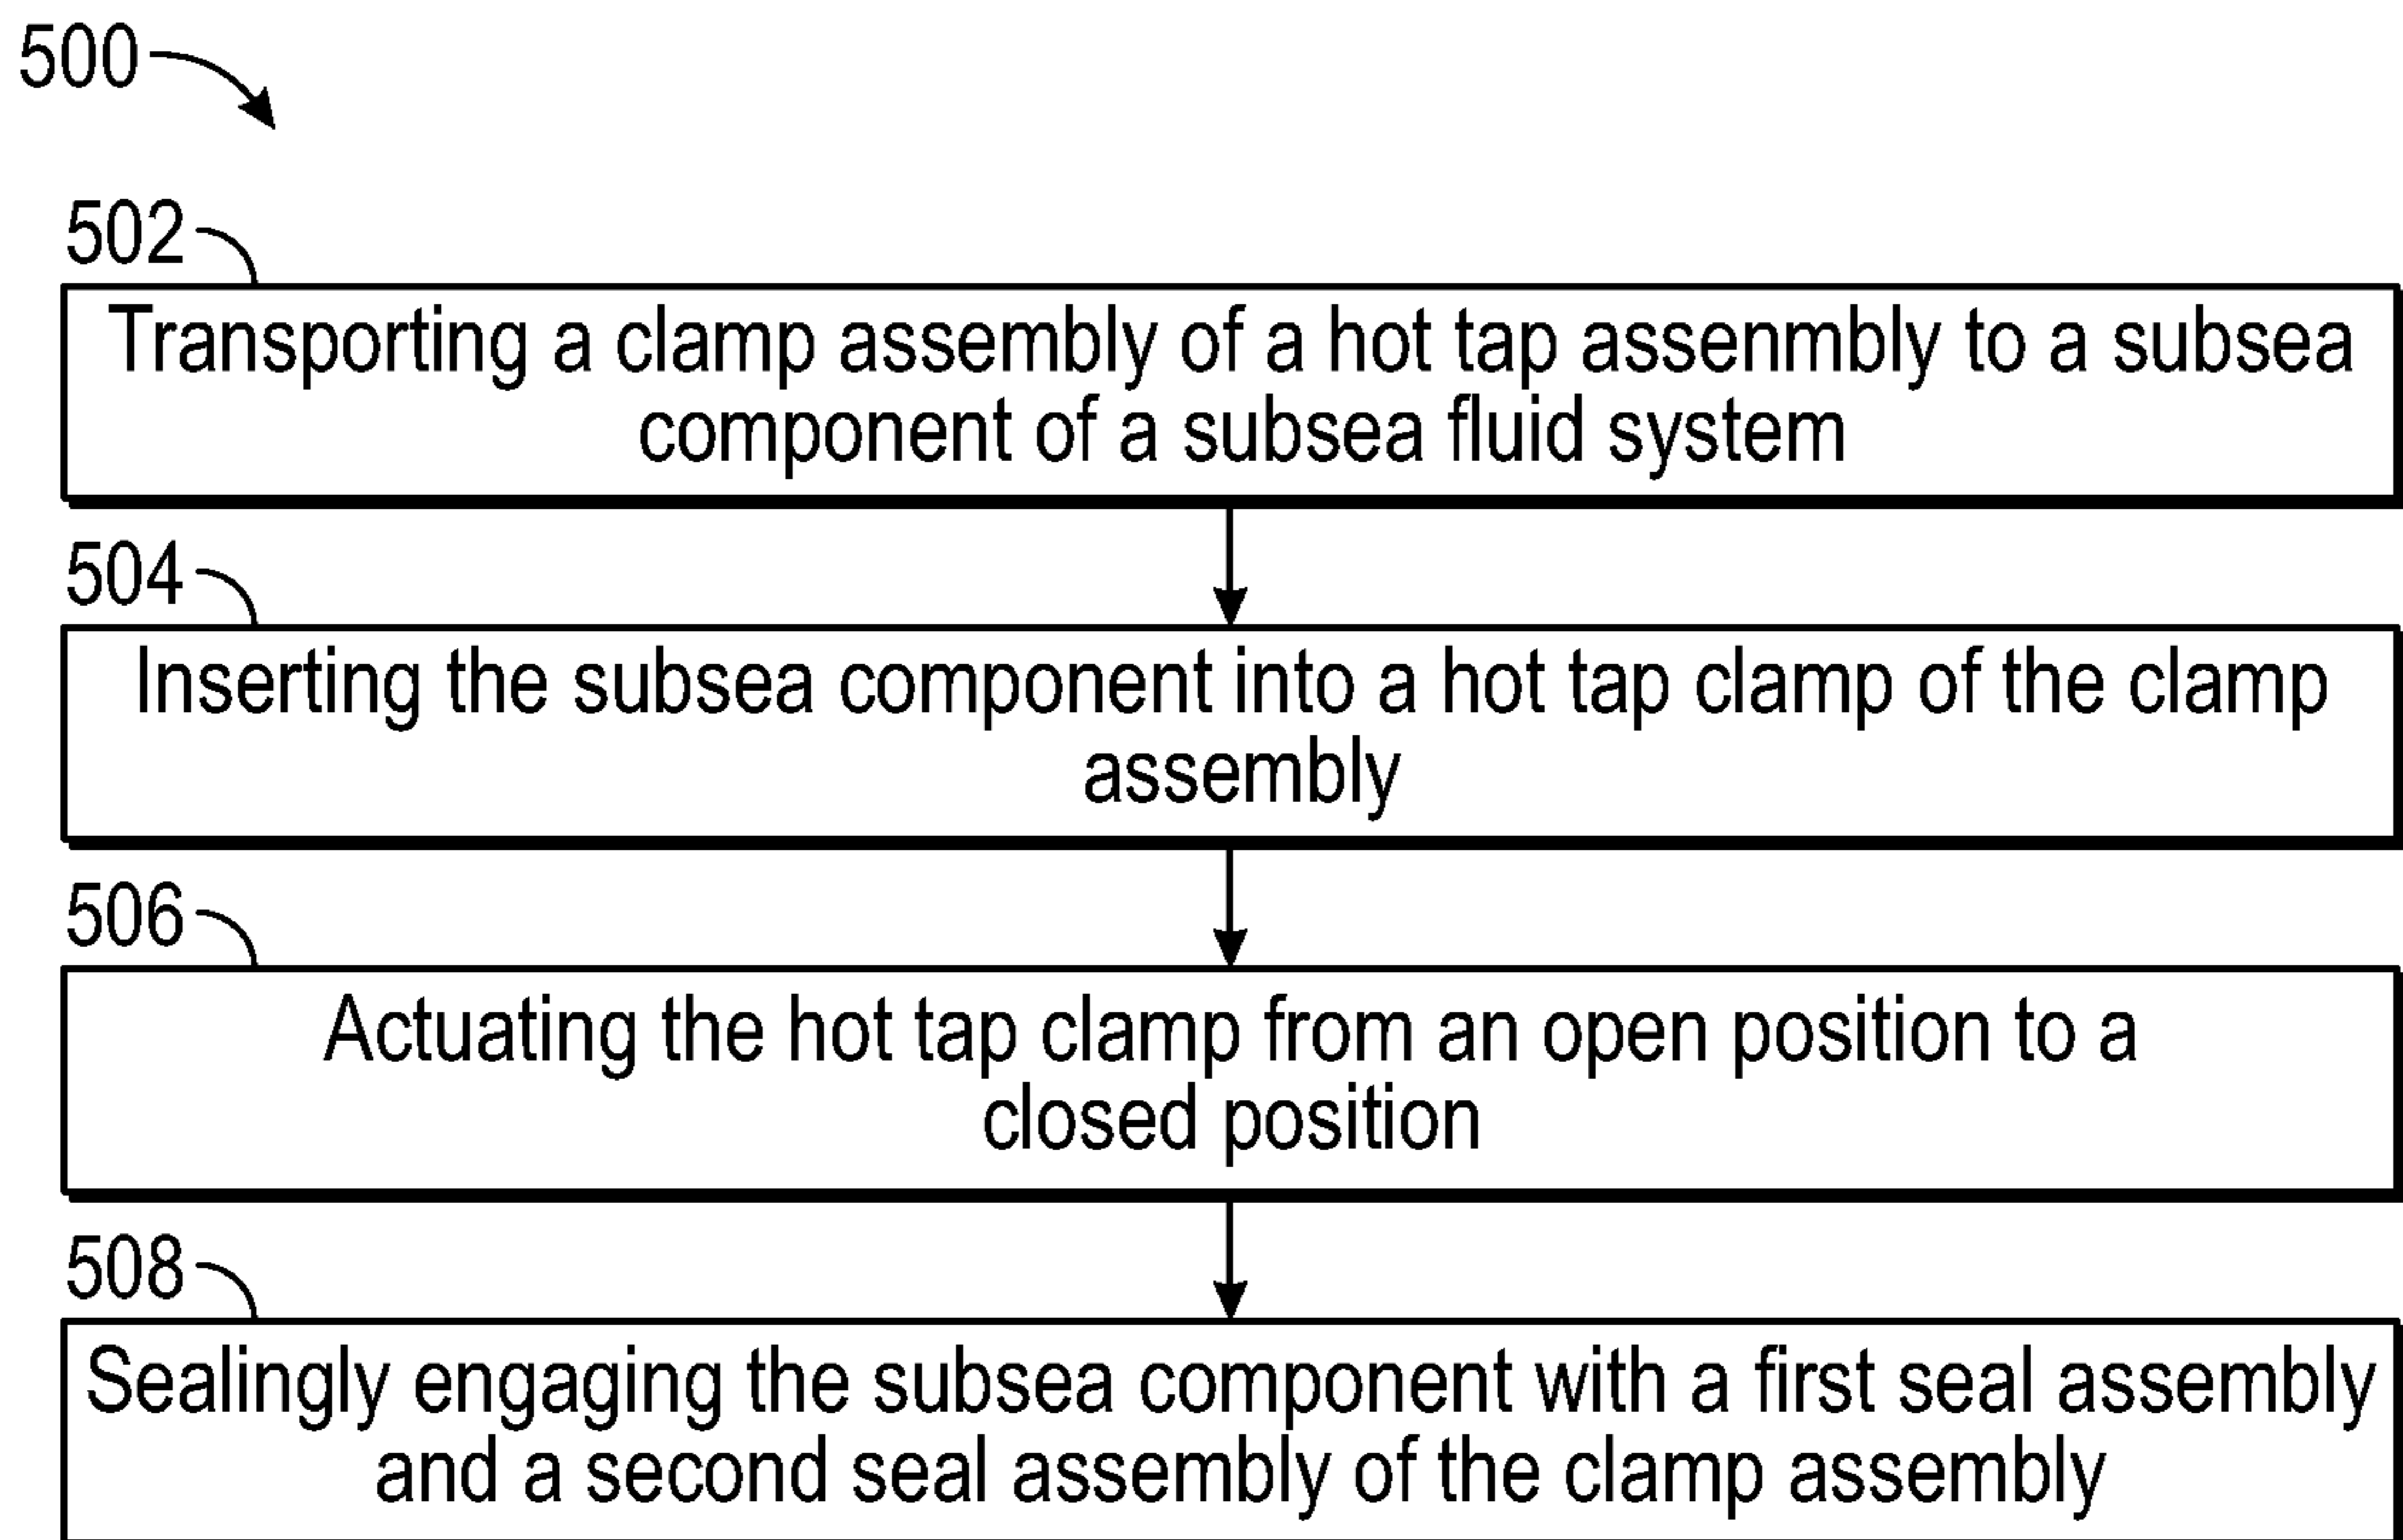 500
502
Transporting a clamp assembly of a hot tap assenmbly to a subsea
component of a subsea fluid system
504
Inserting the subsea component into a hot tap clamp of the clamp
assembly
506
Actuating the hot tap clamp from an open position to a
closed position
508
Sealingly engaging the subsea component with a first seal assembly
and a second seal assembly of the clamp assembly